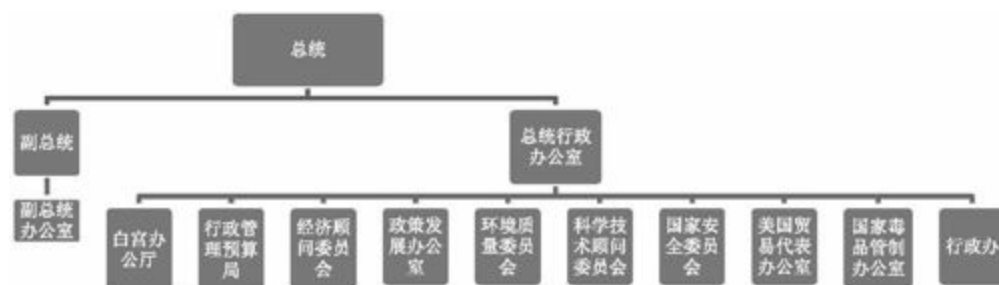 总统
副总统
总统行政
办公室
副总统
办公室
白宫办
公厅
行政管
理预算
局
经济顾
问委员
会
政策发
展办公
室
环境质
量委员
会
科学技
术顾问
委员会
国家安
全委员
会
美国贸
易代表
办公室
国家毒
品管制
办公室
行政办